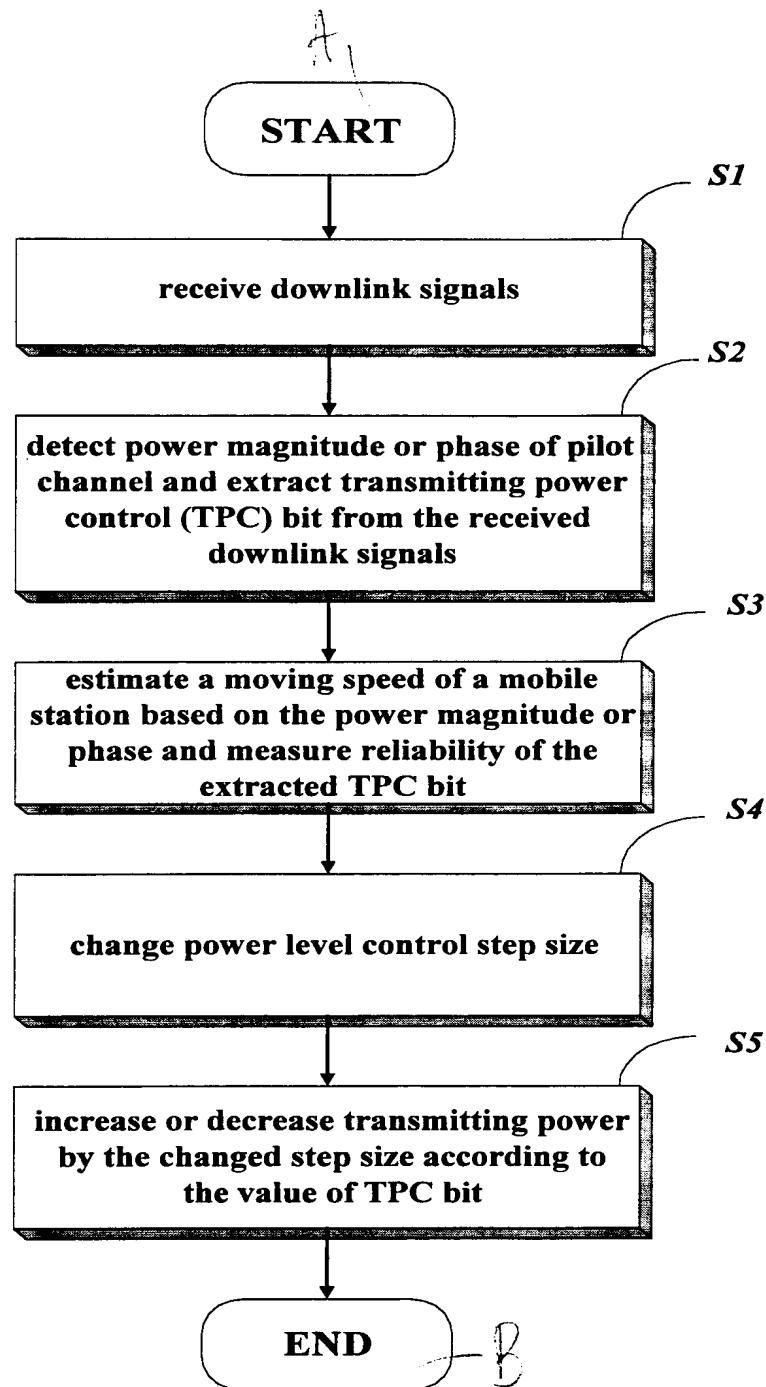 A
START
S1
receive downlink signals
S2
detect power magnitude or phase of pilot
channel and extract transmitting power
control (TPC) bit from the received
downlink signals
S3
estimate a moving speed of a mobile
station based on the power magnitude or
phase and measure reliability of the
extracted TPC bit
S4
change power level control step size
S5
increase or decrease transmitting power
by the changed step size according to
the value of TPC bit
END
B